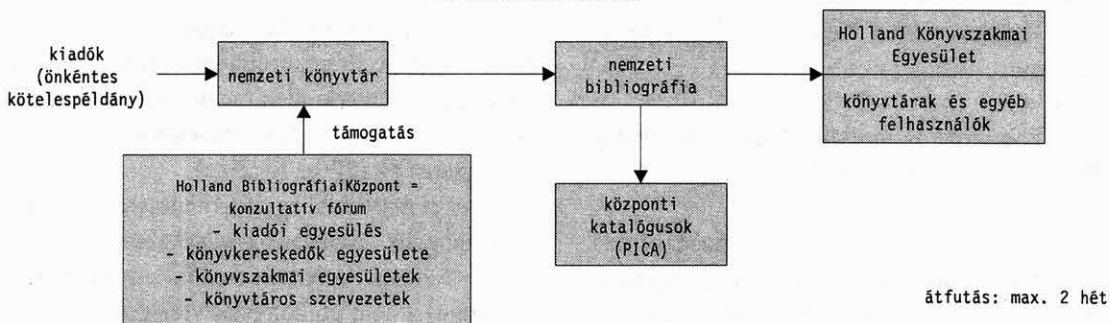 kiadók
(önkéntes
kötelespéldány)
nemzeti könyvtár
nemzeti
bibliográfia
Holland Könyvszakmai
Egyesület
könyvtárak és egyéb
felhasználók
támogatás
Holland BibliográfiaiKözpont =
konzultatív fórum
- kiadói egyesülés
- könyvkereskedők egyesülete
- könyvszakmai egyesületek
- könyvtáros szervezetek
központi
katalógusok
(PICA)
átfutás: max. 2 hét